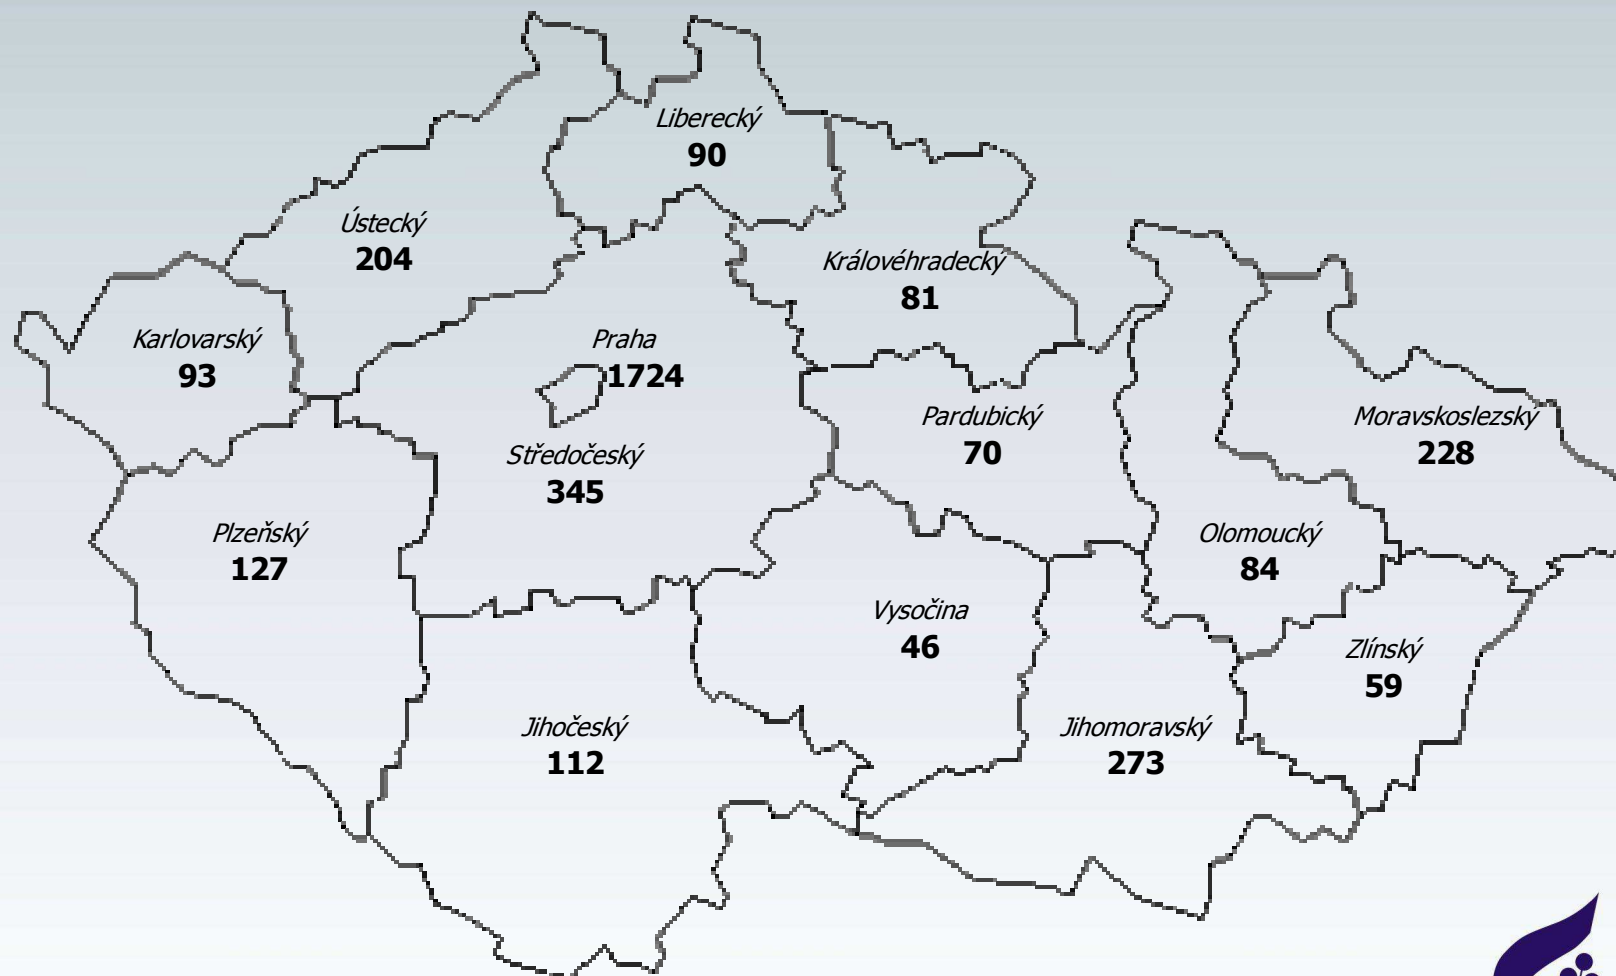 Liberecký
90
Ústecký
204
Královéhradecký
81
Karlovarský
93
Praha
1724
Pardubický
70
Moravskoslezský
228
Středočeský
345
Plzeňský
127
Olomoucký
84
Vysočina
46
Zlínský
59
Jihočeský
112
Jihomoravský
273